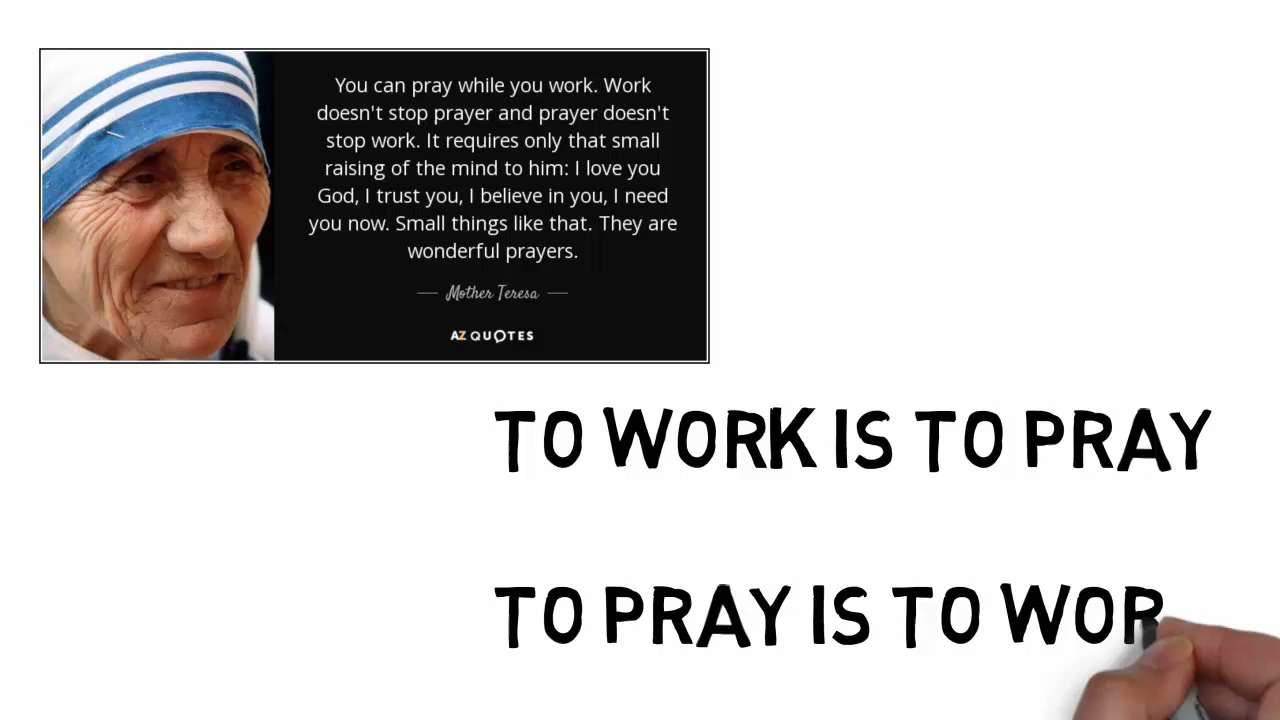 You can pray while you work. Work
doesn't stop prayer and prayer doesn't
stop work. It requires only that small
raising of the mind to him: I love you
God, I trust you, I believe in you, I need
you now. Small things like that. They are
wonderful prayers.
Mother Teresa
AZ QUOTES
TO WORK IS TO PRAY
TO PRAY IS TO WOR